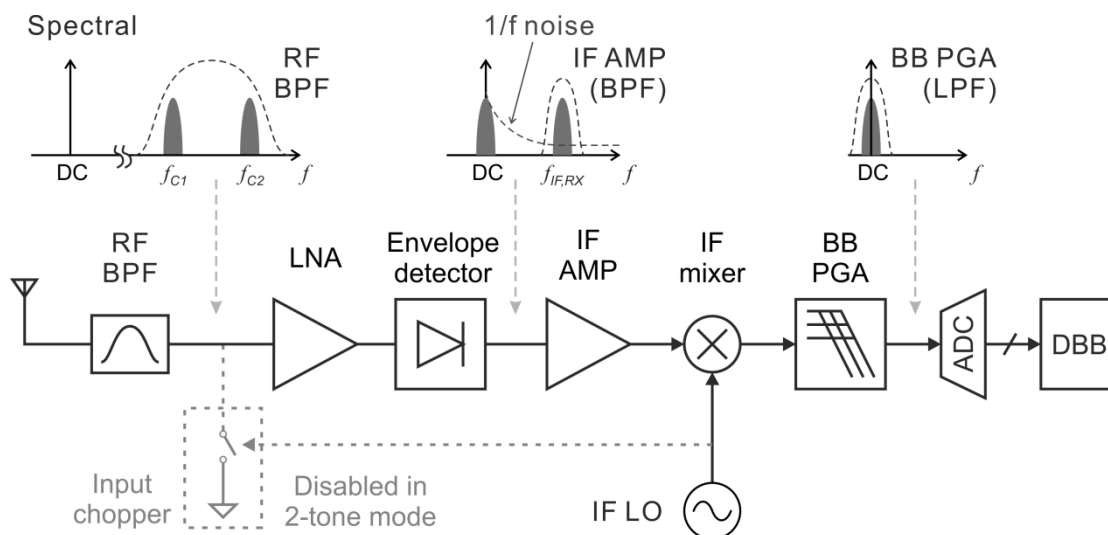 Spectral
RF
BPF
DC
f_C1
f_C2
f
1/f noise
IF AMP
(BPF)
DC
f_IF,RX
f
BB PGA
(LPF)
DC
f
RF
BPF
LNA
Envelope
detector
IF
AMP
IF
mixer
BB
PGA
ADC
DBB
Input
chopper
Disabled in
2-tone mode
IF LO